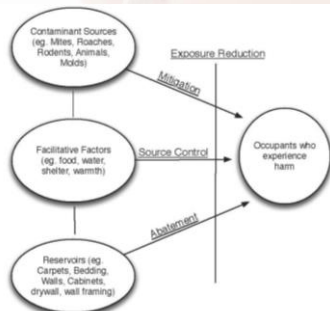 Contaminant Sources
(eg. Mites, Roaches,
Rodents, Animals,
Molds)
Exposure Reduction
Mitigation
Facilitative Factors
(eg. food, water,
shelter, warmth)
Source Control
Occupants who
experience
harm
Abatement
Reservoirs (eg.
Carpets, Bedding,
Walls, Cabinets,
drywall, wall framing)